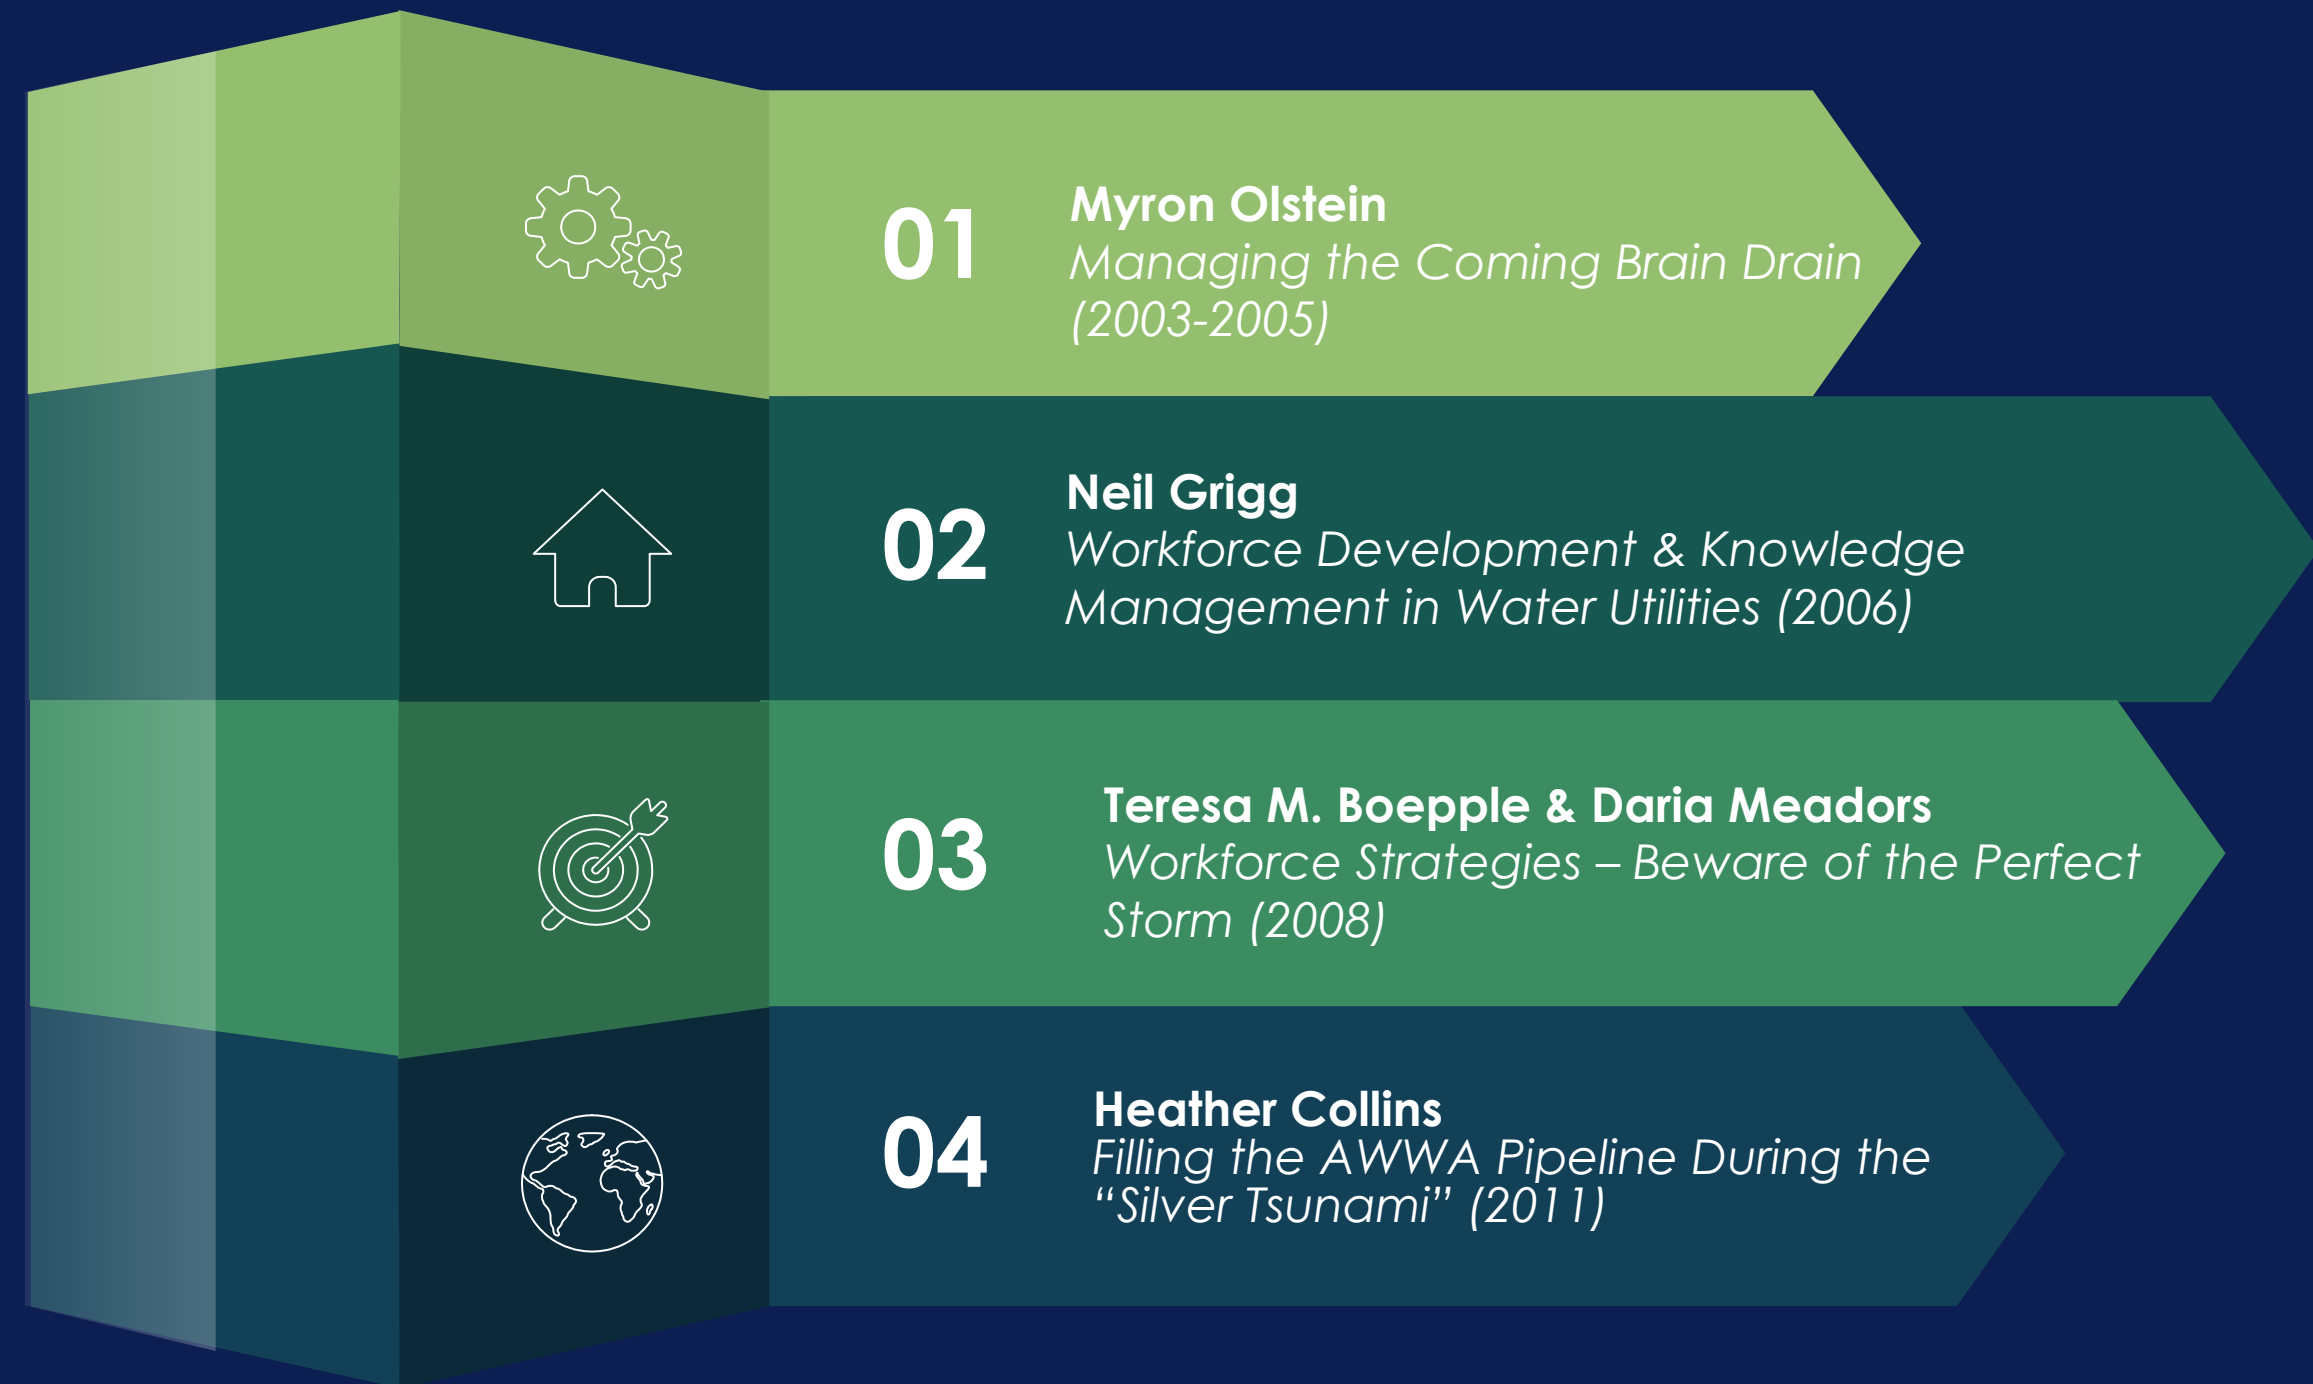 01
Myron Olstein
Managing the Coming Brain Drain
(2003-2005)
02
Neil Grigg
Workforce Development & Knowledge
Management in Water Utilities (2006)
03
Teresa M. Boepple & Daria Meadors
Workforce Strategies – Beware of the Perfect
Storm (2008)
04
Heather Collins
Filling the AWWA Pipeline During the
“Silver Tsunami” (2011)